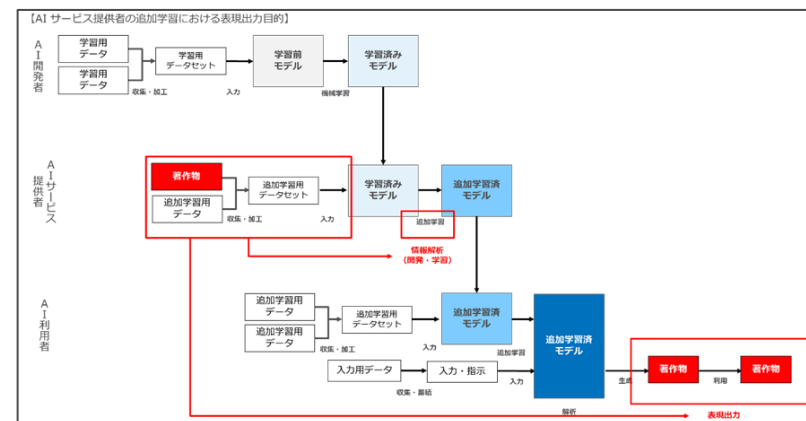 【AI サービス提供者の追加学習における表現出力目的】
AI開発者
学習用
データ
学習用
データ
収集・加工
学習用
データセット
入力
学習前
モデル
機械学習
学習済み
モデル
AIサービス
提供者
著作物
追加学習用
データ
収集・加工
追加学習用
データセット
入力
学習済み
モデル
追加学習
追加学習済
モデル
情報解析
（開発・学習）
AI利用者
追加学習用
データ
追加学習用
データ
収集・加工
追加学習用
データセット
入力
追加学習済
モデル
追加学習
追加学習済
モデル
入力用データ
収集・蓄積
入力・指示
入力
解析
生成
著作物
利用
著作物
表現出力